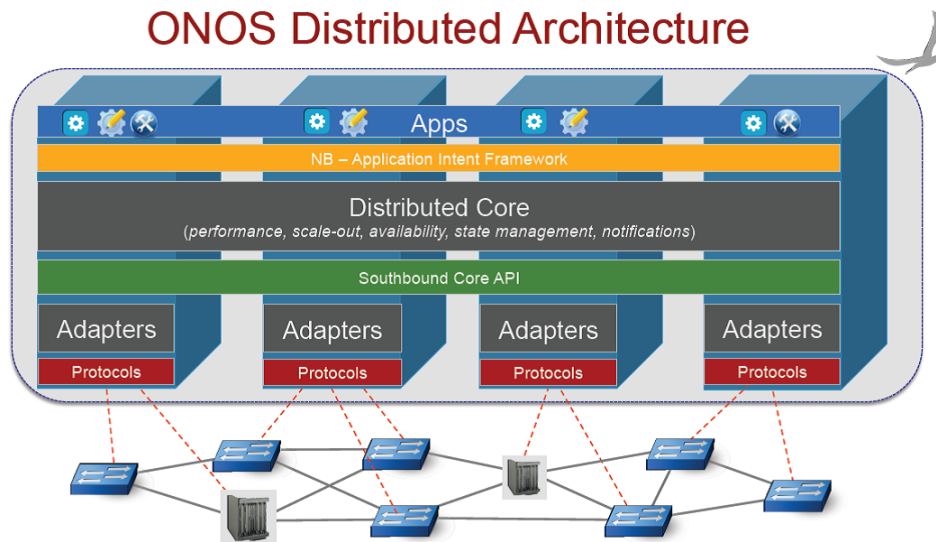 ONOS Distributed Architecture
Apps
NB – Application Intent Framework
Distributed Core
(performance, scale-out, availability, state management, notifications)
Southbound Core API
Adapters Adapters Adapters Adapters
Protocols Protocols Protocols Protocols